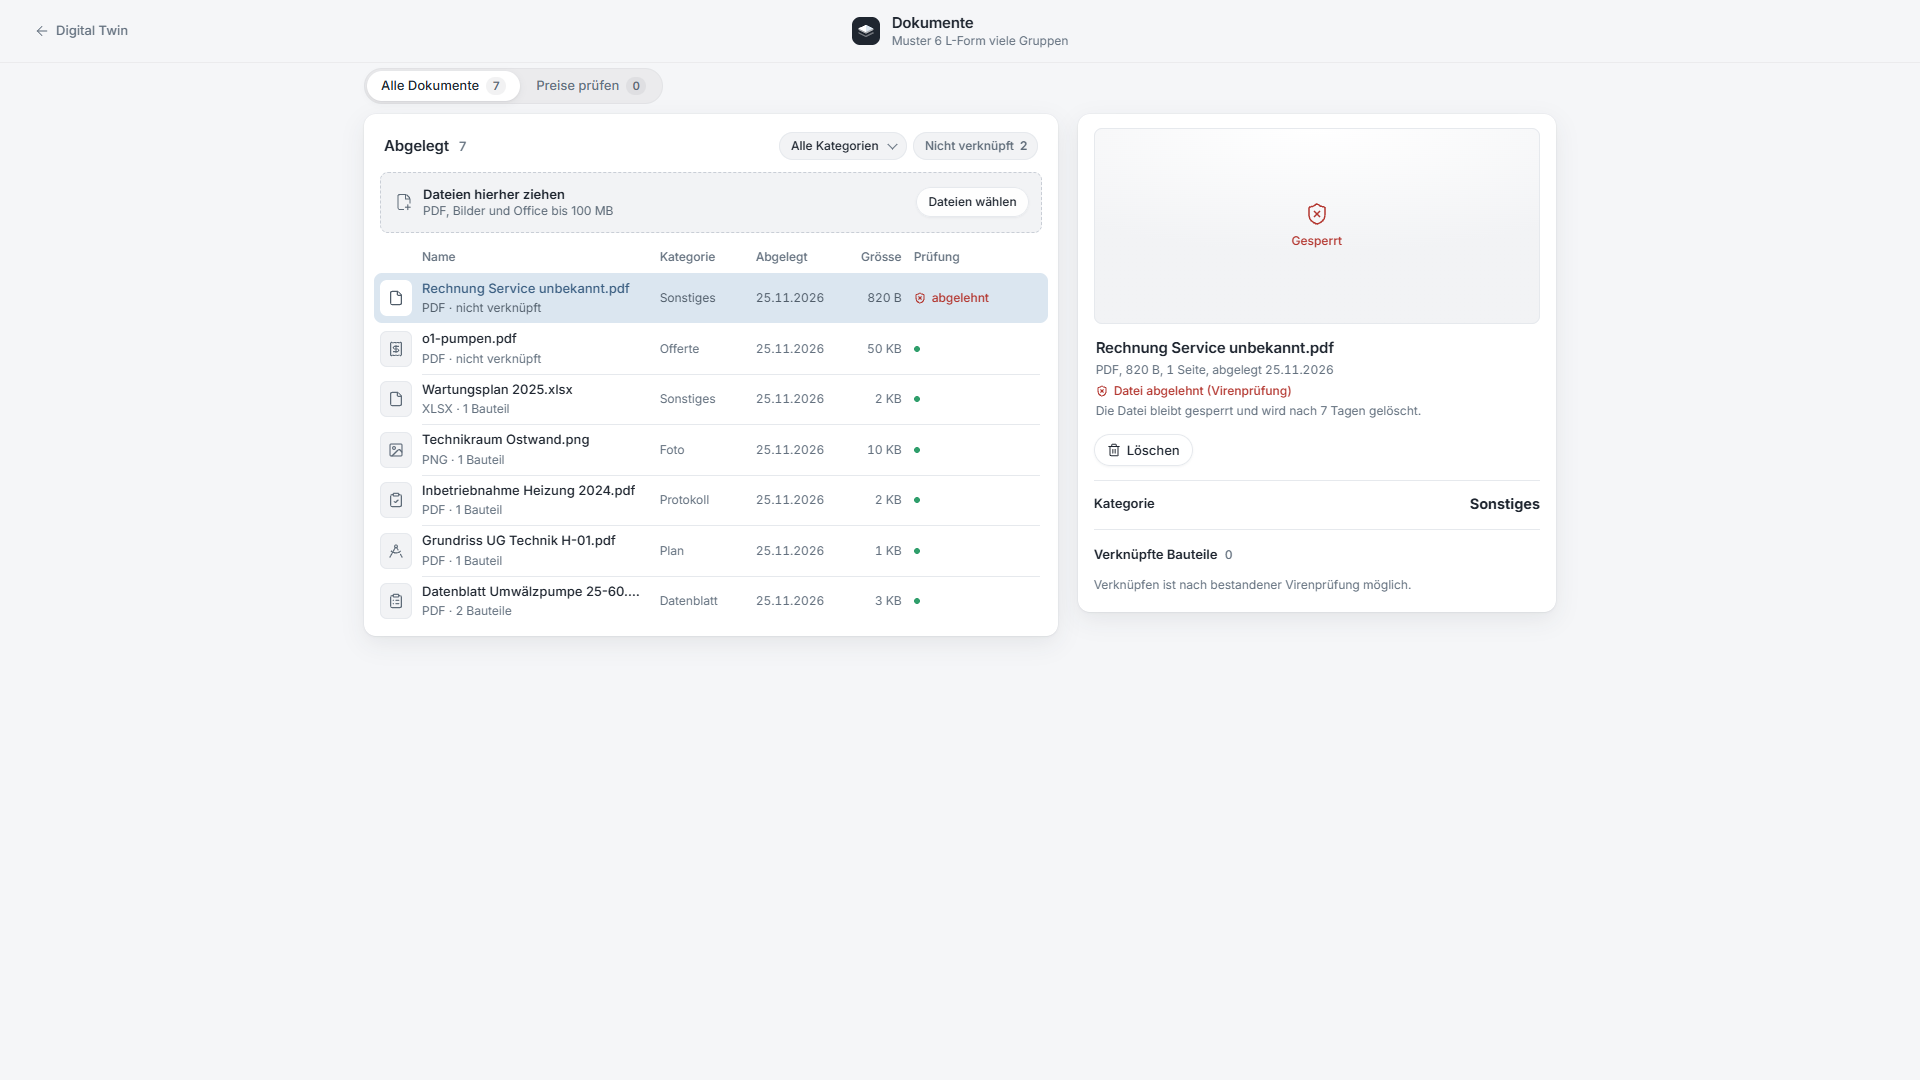 Digital Twin
Dokumente
Muster 6 L-Form viele Gruppen
Alle Dokumente 7 Preise prüfen 0
Abgelegt 7 Alle Kategorien Nicht verknüpft 2
Dateien hierher ziehen
PDF, Bilder und Office bis 100 MB
Dateien wählen
Name Kategorie Abgelegt Grösse Prüfung
Rechnung Service unbekannt.pdf
PDF · nicht verknüpft
Sonstiges 25.11.2026 820 B abgelehnt
o1-pumpen.pdf
PDF · nicht verknüpft
Offerte 25.11.2026 50 KB
Wartungsplan 2025.xlsx
XLSX · 1 Bauteil
Sonstiges 25.11.2026 2 KB
Technikraum Ostwand.png
PNG · 1 Bauteil
Foto 25.11.2026 10 KB
Inbetriebnahme Heizung 2024.pdf
PDF · 1 Bauteil
Protokoll 25.11.2026 2 KB
Grundriss UG Technik H-01.pdf
PDF · 1 Bauteil
Plan 25.11.2026 1 KB
Datenblatt Umwälzpumpe 25-60....
PDF · 2 Bauteile
Datenblatt 25.11.2026 3 KB
Gesperrt
Rechnung Service unbekannt.pdf
PDF, 820 B, 1 Seite, abgelegt 25.11.2026
Datei abgelehnt (Virenprüfung)
Die Datei bleibt gesperrt und wird nach 7 Tagen gelöscht.
Löschen
Kategorie Sonstiges
Verknüpfte Bauteile 0
Verknüpfen ist nach bestandener Virenprüfung möglich.